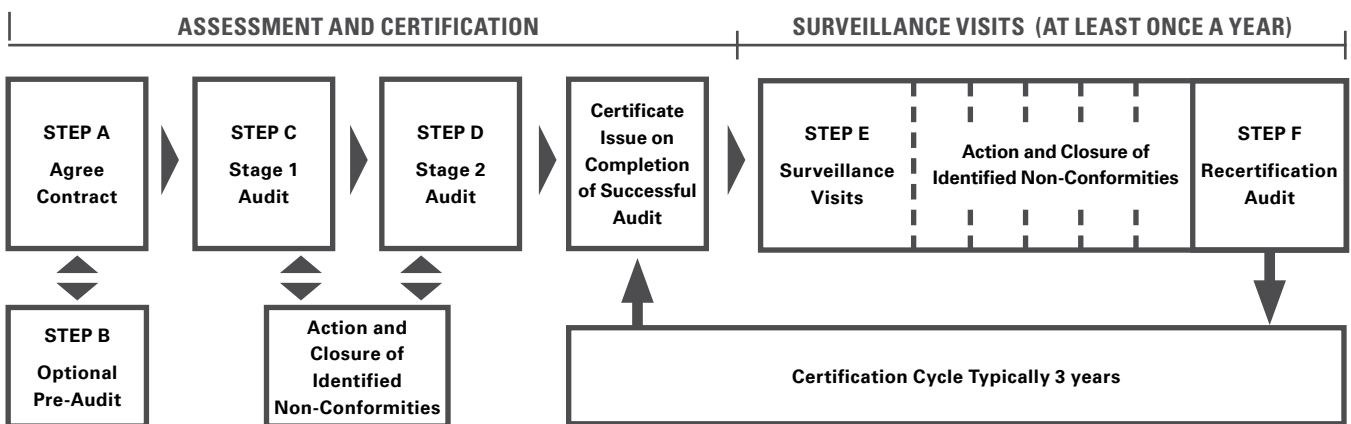 ASSESSMENT AND CERTIFICATION
SURVEILLANCE VISITS (AT LEAST ONCE A YEAR)
STEP A
Agree
Contract
STEP B
Optional
Pre-Audit
STEP C
Stage 1
Audit
STEP D
Stage 2
Audit
Action and
Closure of
Identified
Non-Conformities
Certificate
Issue on
Completion
of Successful
Audit
STEP E
Surveillance
Visits
Action and Closure of
Identified Non-Conformities
STEP F
Recertification
Audit
Certification Cycle Typically 3 years